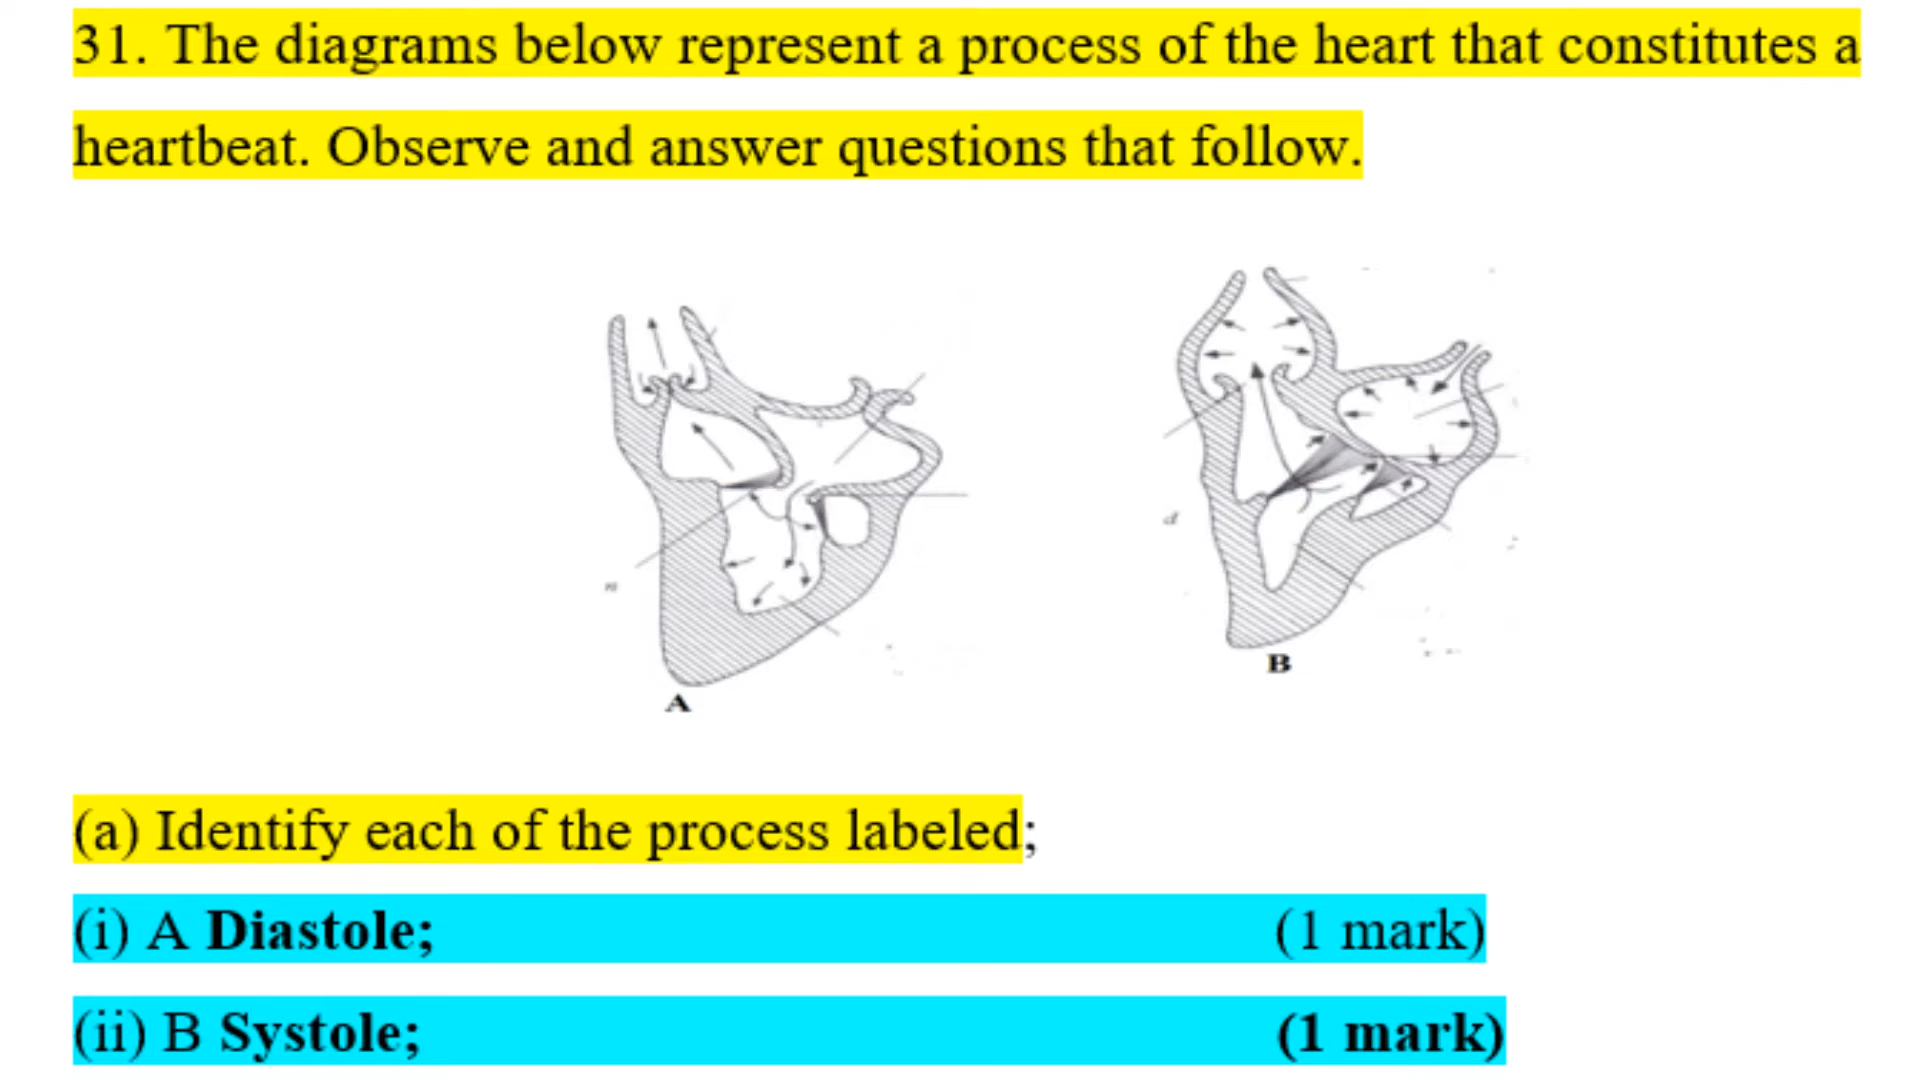 31. The diagrams below represent a process of the heart that constitutes a
heartbeat. Observe and answer questions that follow.
n
d
B
A
(a) Identify each of the process labeled;
(i) A Diastole; (1 mark)
(ii) B Systole; (1 mark)